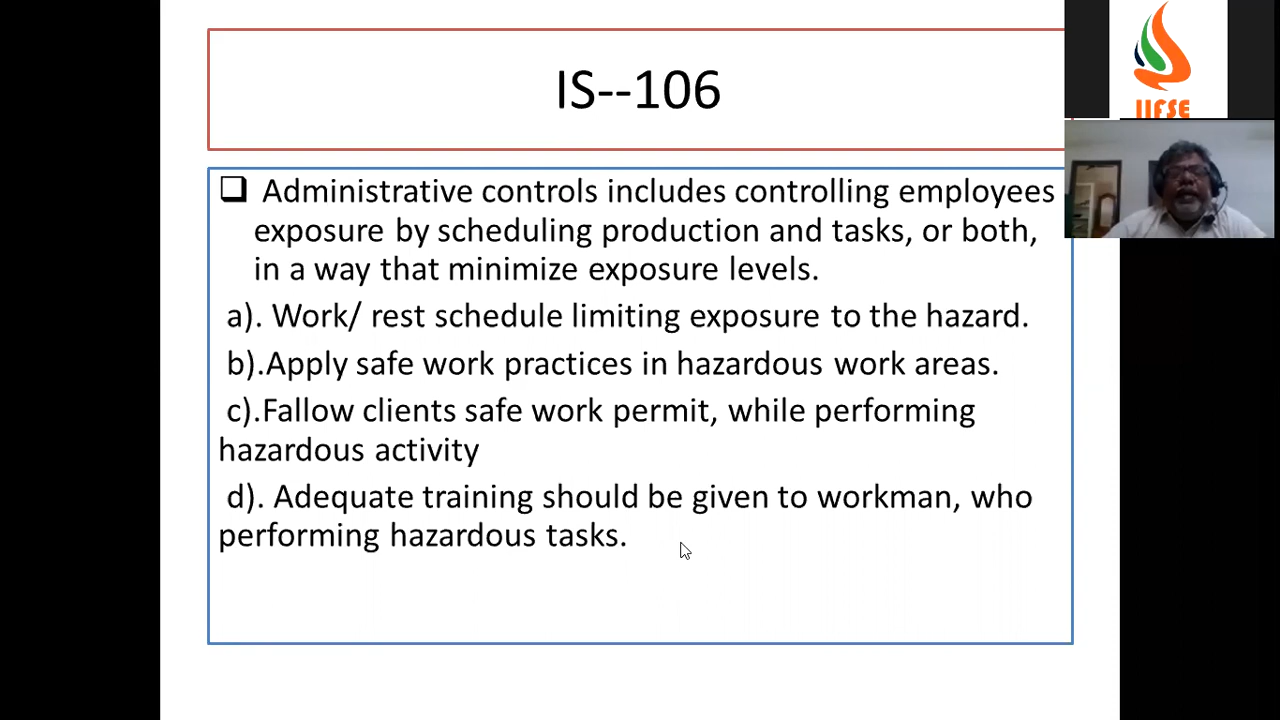 IS--106
IIFSE
Administrative controls includes controlling employees
exposure by scheduling production and tasks, or both,
in a way that minimize exposure levels.
a). Work/ rest schedule limiting exposure to the hazard.
b).Apply safe work practices in hazardous work areas.
c).Fallow clients safe work permit, while performing
hazardous activity
d). Adequate training should be given to workman, who
performing hazardous tasks.